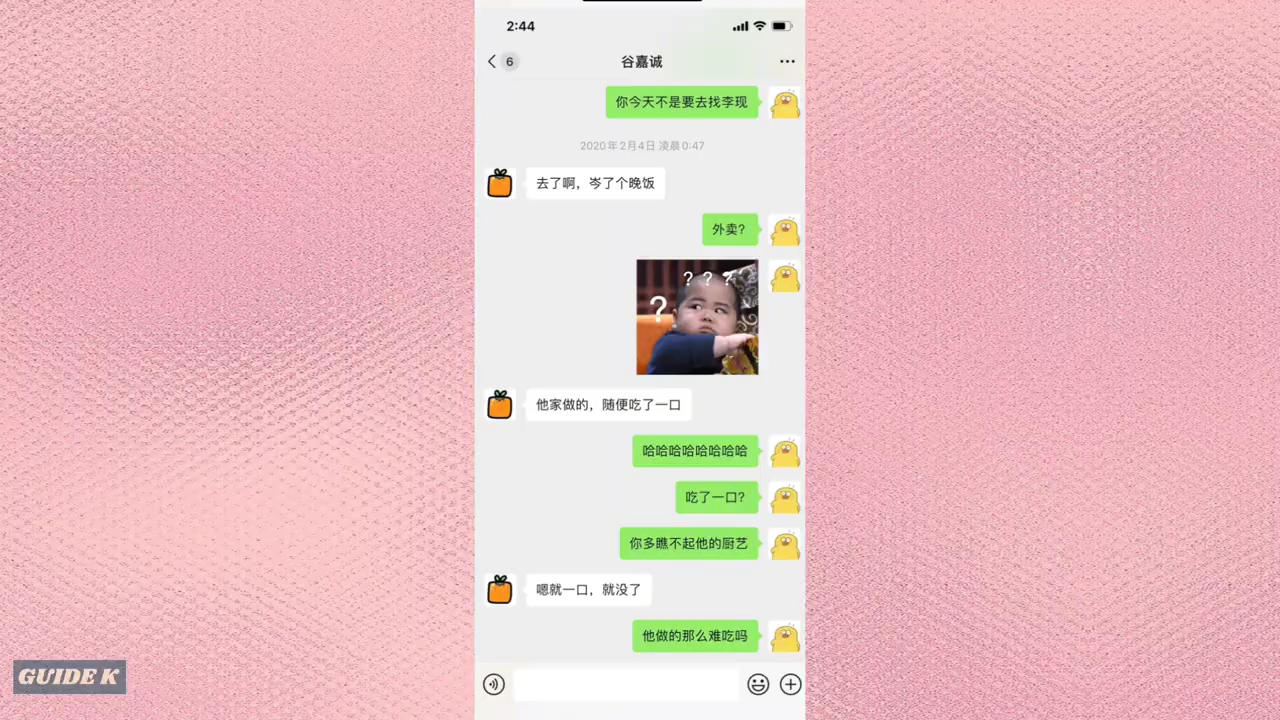 2:44
6
谷嘉诚
你今天不是要去找李现
2020年2月4日 凌晨0:47
去了啊，岑了个晚饭
外卖?
? ? ?
?
他家做的，随便吃了一口
哈哈哈哈哈哈哈哈
吃了一口?
你多瞧不起他的厨艺
嗯就一口，就没了
他做的那么难吃吗
GUIDE K